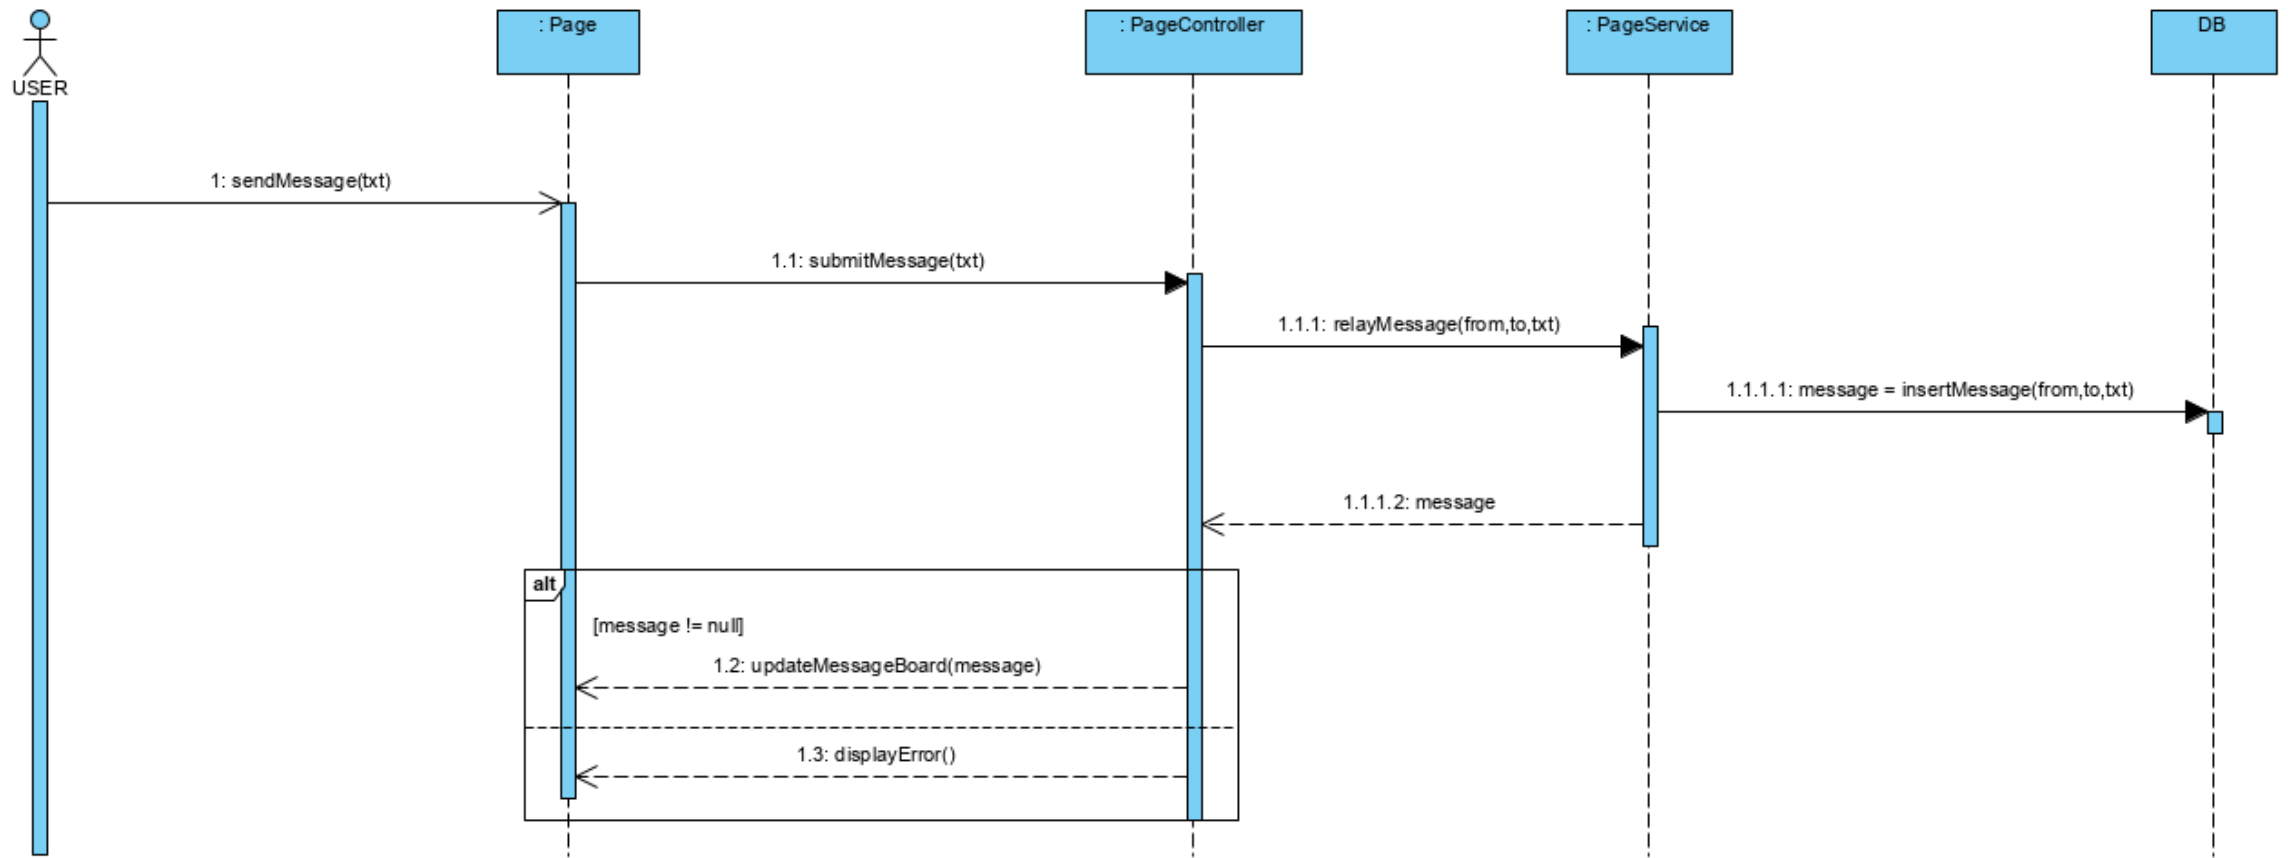 : Page
: PageController
: PageService
DB
USER
1: sendMessage(txt)
1.1: submitMessage(txt)
1.1.1: relayMessage(from,to,txt)
1.1.1.1: message = insertMessage(from,to,txt)
1.1.1.2: message
alt
[message != null]
1.2: updateMessageBoard(message)
1.3: displayError()